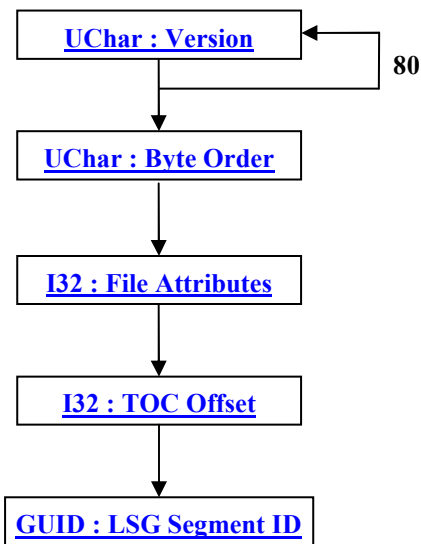 UChar : Version
80
UChar : Byte Order
I32 : File Attributes
I32 : TOC Offset
GUID : LSG Segment ID